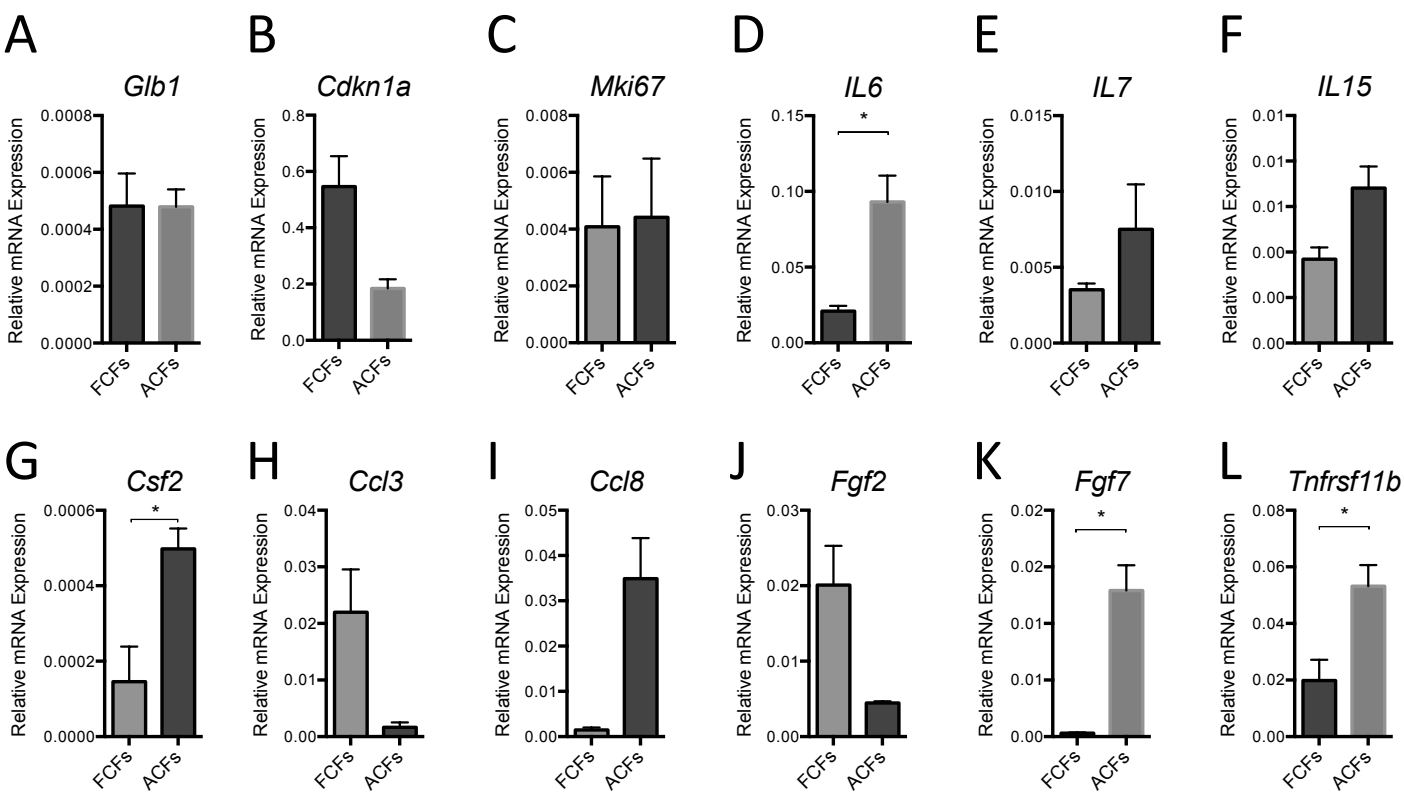 A
Glb1
Relative mRNA Expression
0.0008
0.0006
0.0004
0.0002
0.0000
FCFs
ACFs
B
Cdkn1a
Relative mRNA Expression
0.8
0.6
0.4
0.2
0.0
FCFs
ACFs
C
Mki67
Relative mRNA Expression
0.008
0.006
0.004
0.002
0.000
FCFs
ACFs
D
IL6
Relative mRNA Expression
0.15
0.10
0.05
0.00
*
FCFs
ACFs
E
IL7
Relative mRNA Expression
0.015
0.010
0.005
0.000
FCFs
ACFs
F
IL15
Relative mRNA Expression
0.01
0.01
0.01
0.00
0.00
0.00
FCFs
ACFs
G
Csf2
Relative mRNA Expression
0.0006
0.0004
0.0002
0.0000
*
FCFs
ACFs
H
Ccl3
Relative mRNA Expression
0.04
0.03
0.02
0.01
0.00
FCFs
ACFs
I
Ccl8
Relative mRNA Expression
0.05
0.04
0.03
0.02
0.01
0.00
FCFs
ACFs
J
Fgf2
Relative mRNA Expression
0.03
0.02
0.01
0.00
FCFs
ACFs
K
Fgf7
Relative mRNA Expression
0.02
0.02
0.01
0.01
0.00
*
FCFs
ACFs
L
Tnfrsf11b
Relative mRNA Expression
0.08
0.06
0.04
0.02
0.00
*
FCFs
ACFs